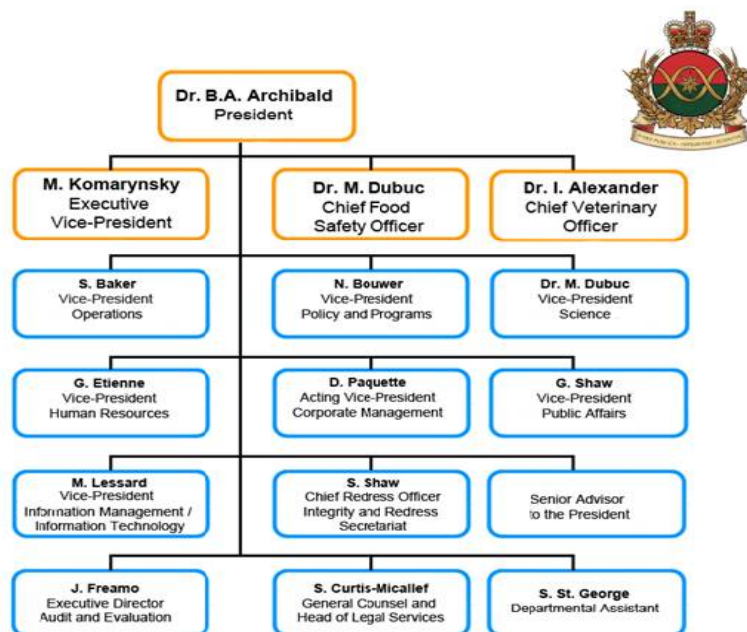 Dr. B.A. Archibald
President
M. Komarynsky
Executive
Vice-President
Dr. M. Dubuc
Chief Food
Safety Officer
Dr. I. Alexander
Chief Veterinary
Officer
S. Baker
Vice-President
Operations
N. Bouwer
Vice-President
Policy and Programs
Dr. M. Dubuc
Vice-President
Science
G. Etienne
Vice-President
Human Resources
D. Paquette
Acting Vice-President
Corporate Management
G. Shaw
Vice-President
Public Affairs
M. Lessard
Vice-President
Information Management /
Information Technology
S. Shaw
Chief Redress Officer
Integrity and Redress
Secretariat
Senior Advisor
to the President
J. Freamo
Executive Director
Audit and Evaluation
S. Curtis-Micallef
General Counsel and
Head of Legal Services
S. St. George
Departmental Assistant